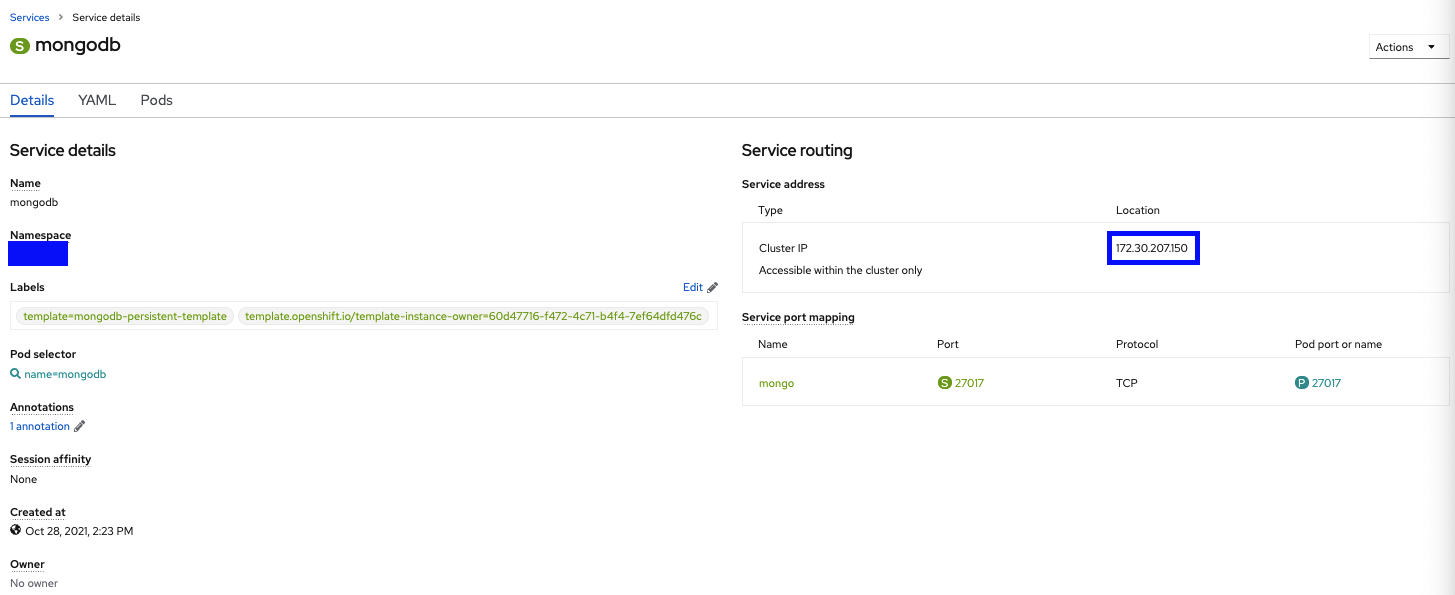 Services > Service details
S mongodb
Actions
Details YAML Pods
Service details
Name
mongodb
Namespace
Labels
Edit
template=mongodb-persistent-template template.openshift.io/template-instance-owner=60d47716-f472-4c71-b4f4-7ef64dfd476c
Pod selector
name=mongodb
Annotations
1 annotation
Session affinity
None
Created at
Oct 28, 2021, 2:23 PM
Owner
No owner
Service routing
Service address
Type Location
Cluster IP 172.30.207.150
Accessible within the cluster only
Service port mapping
Name Port Protocol Pod port or name
mongo S 27017 TCP P 27017